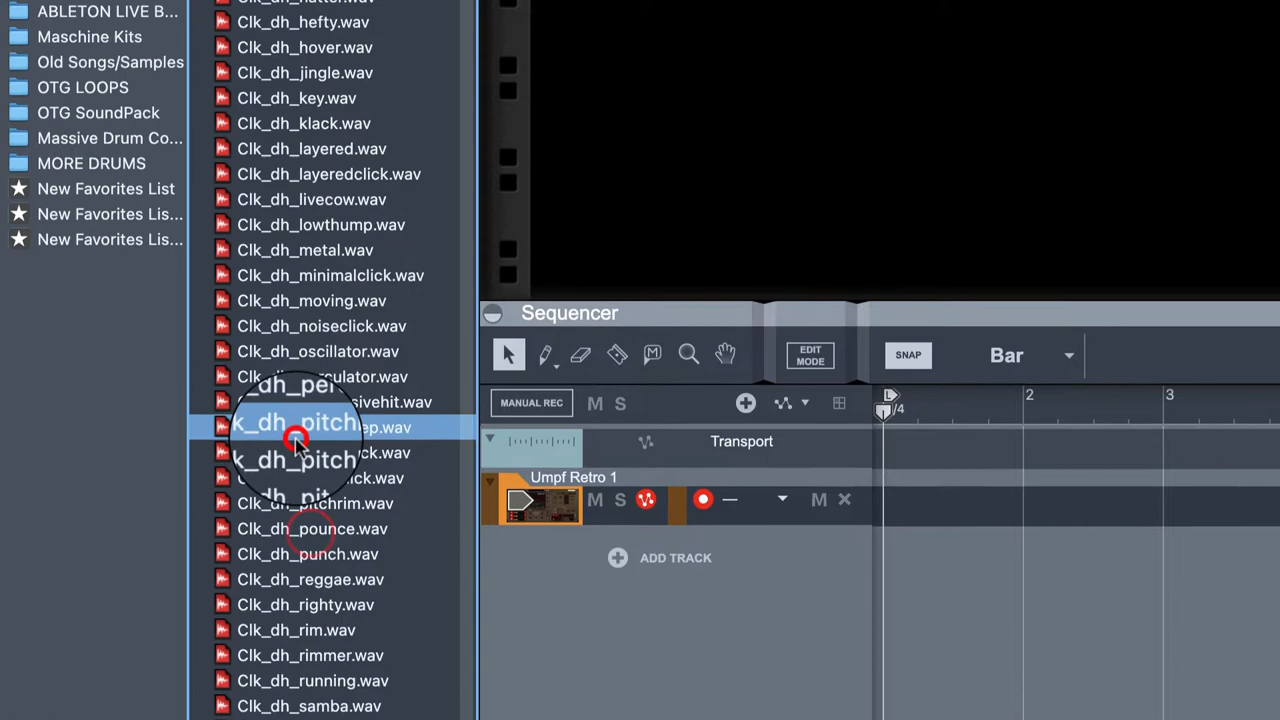 ABLETON LIVE B...
Maschine Kits
Old Songs/Samples
OTG LOOPS
OTG SoundPack
Massive Drum Co...
MORE DRUMS
New Favorites List
New Favorites Lis...
New Favorites Lis...
Clk_dh_hefty.wav
Clk_dh_hover.wav
Clk_dh_jingle.wav
Clk_dh_key.wav
Clk_dh_klack.wav
Clk_dh_layered.wav
Clk_dh_layeredclick.wav
Clk_dh_livecow.wav
Clk_dh_lowthump.wav
Clk_dh_metal.wav
Clk_dh_minimalclick.wav
Clk_dh_moving.wav
Clk_dh_noiseclick.wav
Clk_dh_oscillator.wav
culator.wav
_dh_per
sivehit.wav
k_dh_pitch
ep.wav
k_dh_pitch
ck.wav
ck.wav
Clk_dh_pitchrim.wav
Clk_dh_pounce.wav
Clk_dh_punch.wav
Clk_dh_reggae.wav
Clk_dh_righty.wav
Clk_dh_rim.wav
Clk_dh_rimmer.wav
Clk_dh_running.wav
Clk_dh_samba.wav
Sequencer
EDIT
MODE
SNAP
Bar
MANUAL REC
M S
/4
2
3
Transport
Umpf Retro 1
M S
M
ADD TRACK